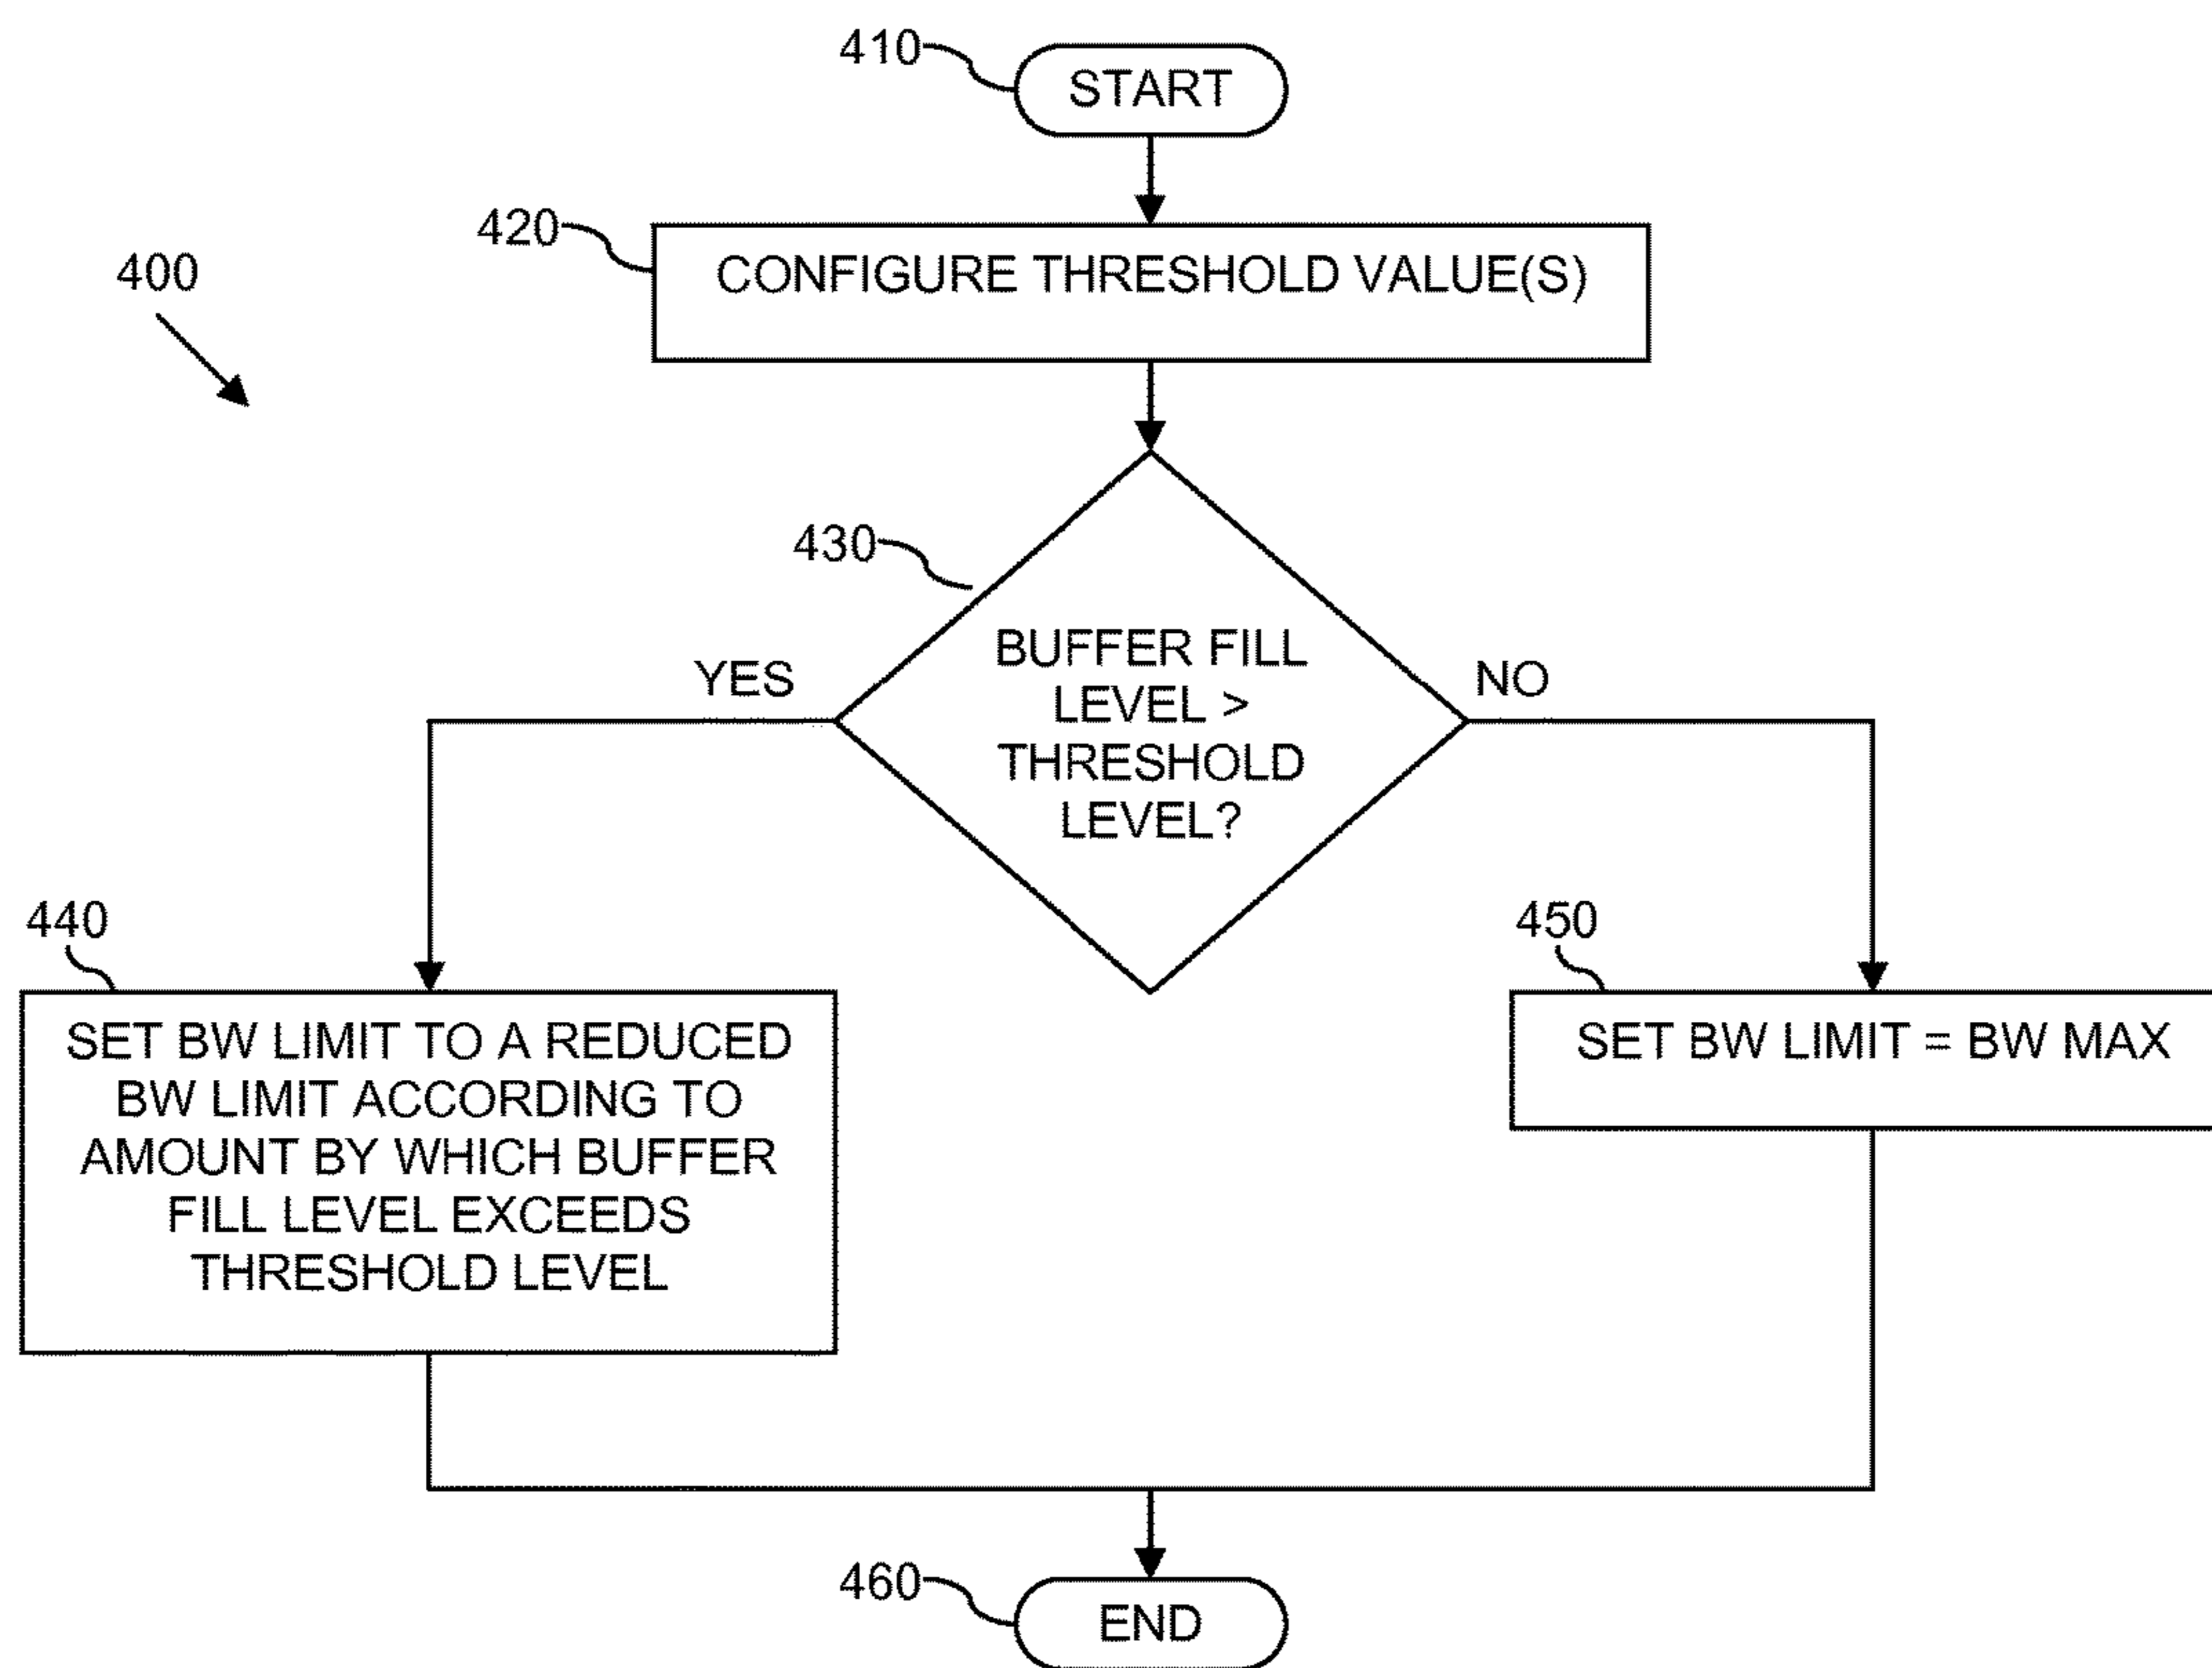 410
START
420
CONFIGURE THRESHOLD VALUE(S)
400
430
BUFFER FILL
LEVEL >
THRESHOLD
LEVEL?
YES
NO
440
SET BW LIMIT TO A REDUCED
BW LIMIT ACCORDING TO
AMOUNT BY WHICH BUFFER
FILL LEVEL EXCEEDS
THRESHOLD LEVEL
450
SET BW LIMIT = BW MAX
460
END